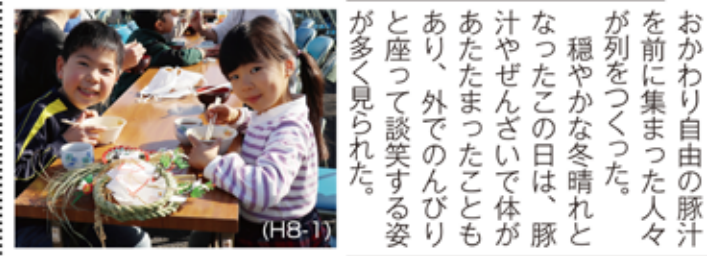 おかわり自由の豚汁
を前に集まった人々
が列をつくった。
穏やかな冬晴れと
なったこの日は、豚
汁やぜんざいで体が
あたたまったことも
あり、外でのんびり
と座って談笑する姿
が多く見られた。
(H8-1)